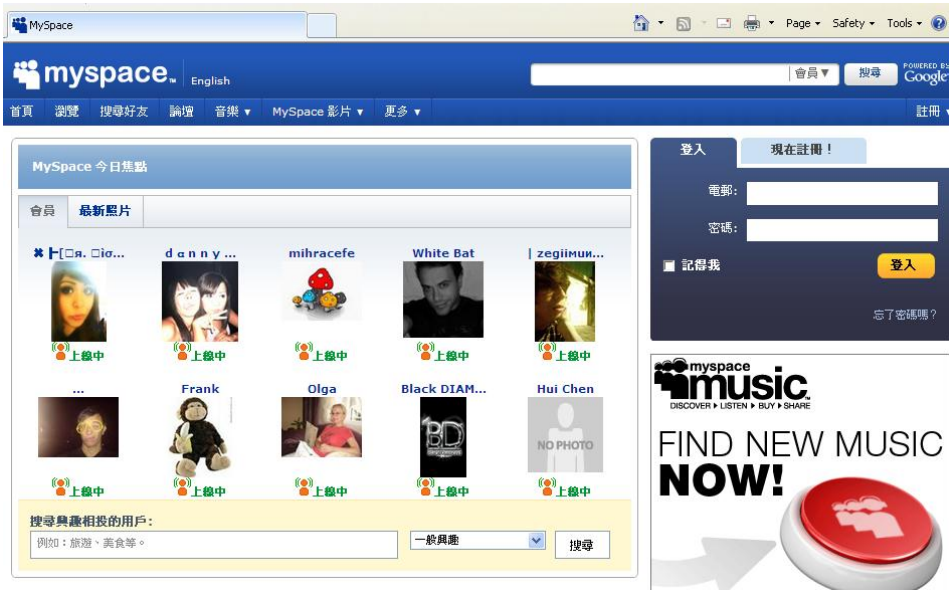 MySpace
Page Safety Tools
myspace™ English
會員 搜尋 POWERED BY Google
首頁 瀏覽 搜尋好友 論壇 音樂 MySpace 影片 更多 註冊
MySpace 今日焦點
會員 最新照片
d a n n y ... mihracefe White Bat | zegiiмuи...
上線中 上線中 上線中 上線中 上線中
... Frank Olga Black DIAM... Hui Chen
BD
NO PHOTO
上線中 上線中 上線中 上線中 上線中
搜尋興趣相投的用戶:
例如：旅遊、美食等。 一般興趣 搜尋
登入 現在註冊！
電郵:
密碼:
記得我 登入
忘了密碼嗎？
myspace
music
DISCOVER LISTEN BUY SHARE
FIND NEW MUSIC
NOW!